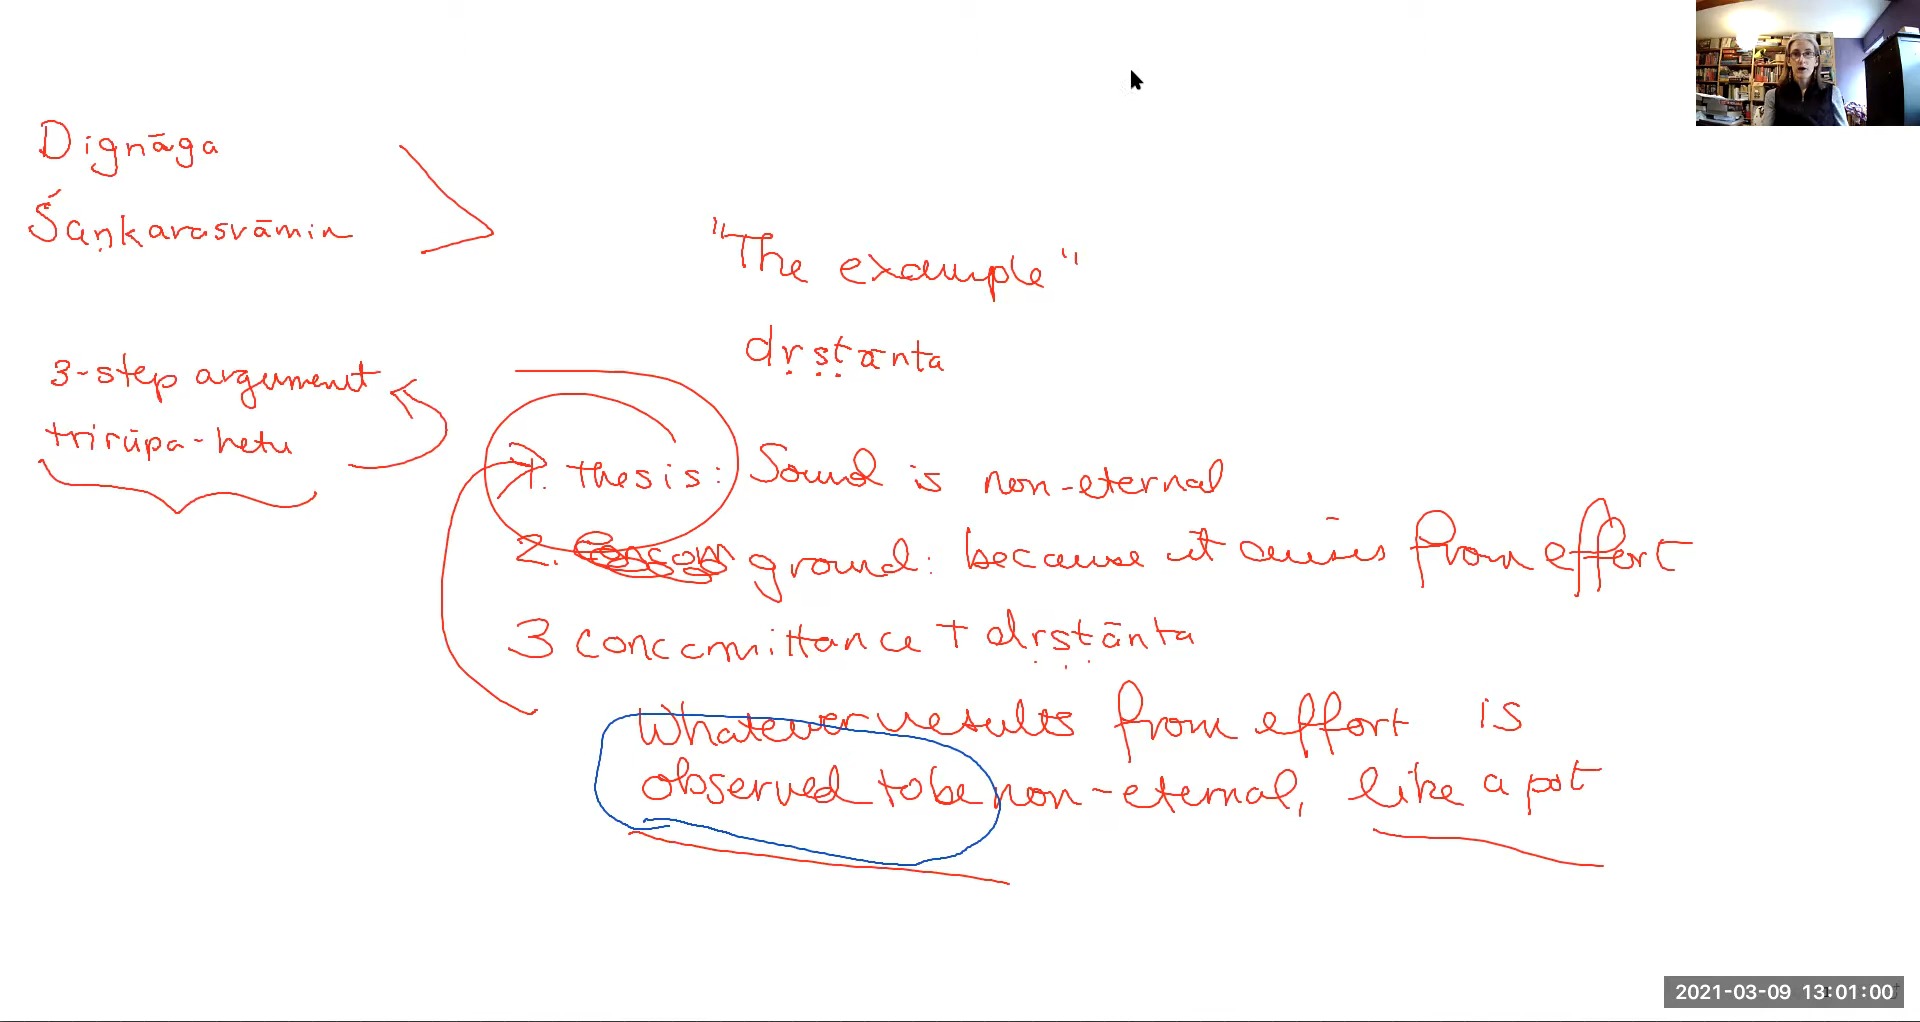 Dignāga
Śaṇkarasvāmin
"The example"
dṛṣṭānta
3-step argument
trirūpa-hetu
1. thesis: Sound is non-eternal
2. ground: because it arises from effort
3 concomittance + dṛṣṭānta
Whatever results from effort is
observed to be non-eternal, like a pot
2021-03-09 13:01:00